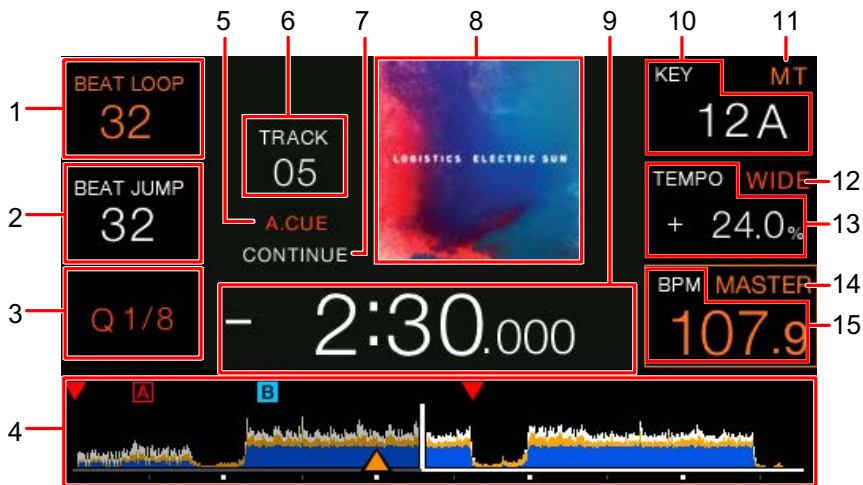 5 6 7 8 9 10 11
1
BEAT LOOP
32
2
BEAT JUMP
32
3
Q 1/8
TRACK
05
A.CUE
CONTINUE
LOGISTICS ELECTRIC SUN
- 2:30.000
KEY MT
12A
TEMPO WIDE
12
+ 24.0%
13
BPM MASTER
14
107.9
15
4
A B